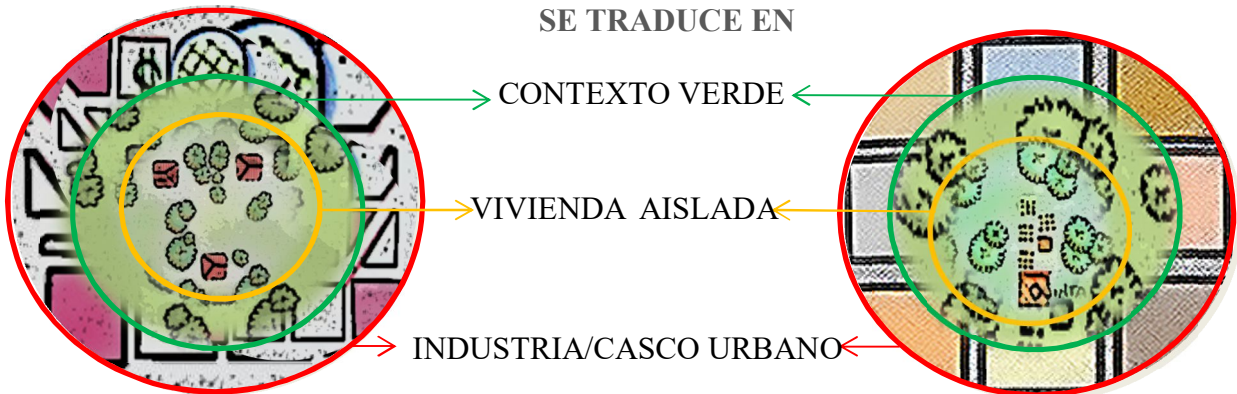 SE TRADUCE EN
CONTEXTO VERDE
VIVIENDA AISLADA
INDUSTRIA/CASCO URBANO